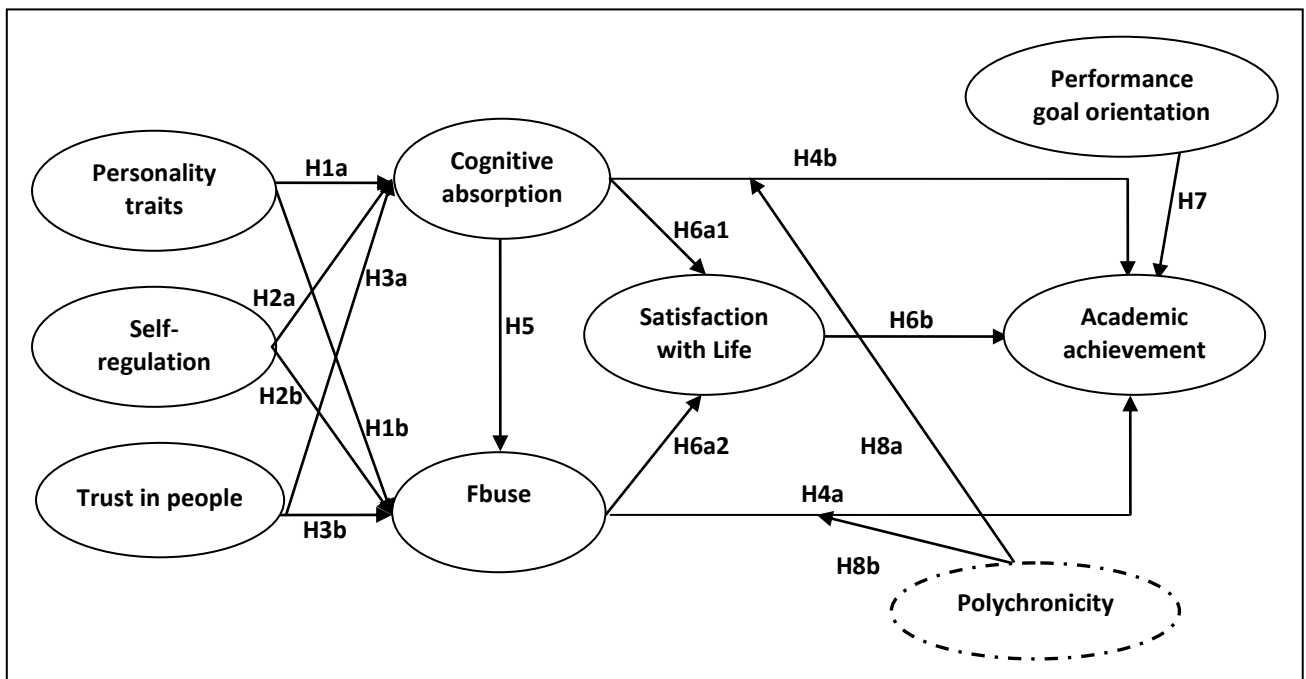 Performance
goal orientation
Personality
traits
H1a
Cognitive
absorption
H4b
H7
H6a1
H3a
H2a
Self-
regulation
H5
Satisfaction
with Life
H6b
Academic
achievement
H2b
H1b
H6a2
H8a
Trust in people
H3b
Fbuse
H4a
H8b
Polychronicity